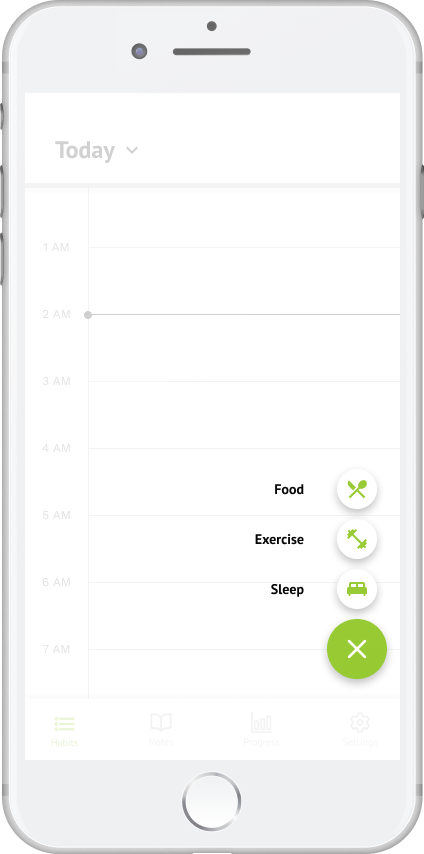 Today
1 AM
2 AM
3 AM
4 AM
Food
5 AM
Exercise
6 AM
Sleep
7 AM
Habits
Notes
Progress
Settings